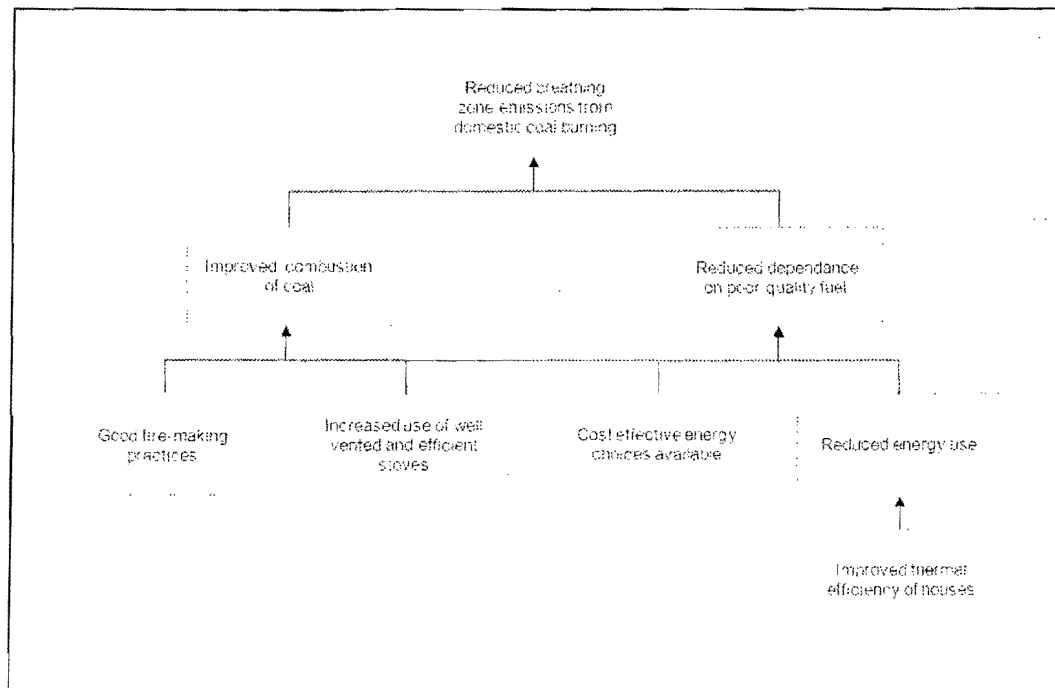 Reduced breathing
zone emissions from
domestic coal burning
Improved combustion
of coal
Reduced dependance
on poor quality fuel
Good fire-making
practices
Increased use of well
vented and efficient
stoves
Cost effective energy
choices available
Reduced energy use
Improved thermal
efficiency of houses